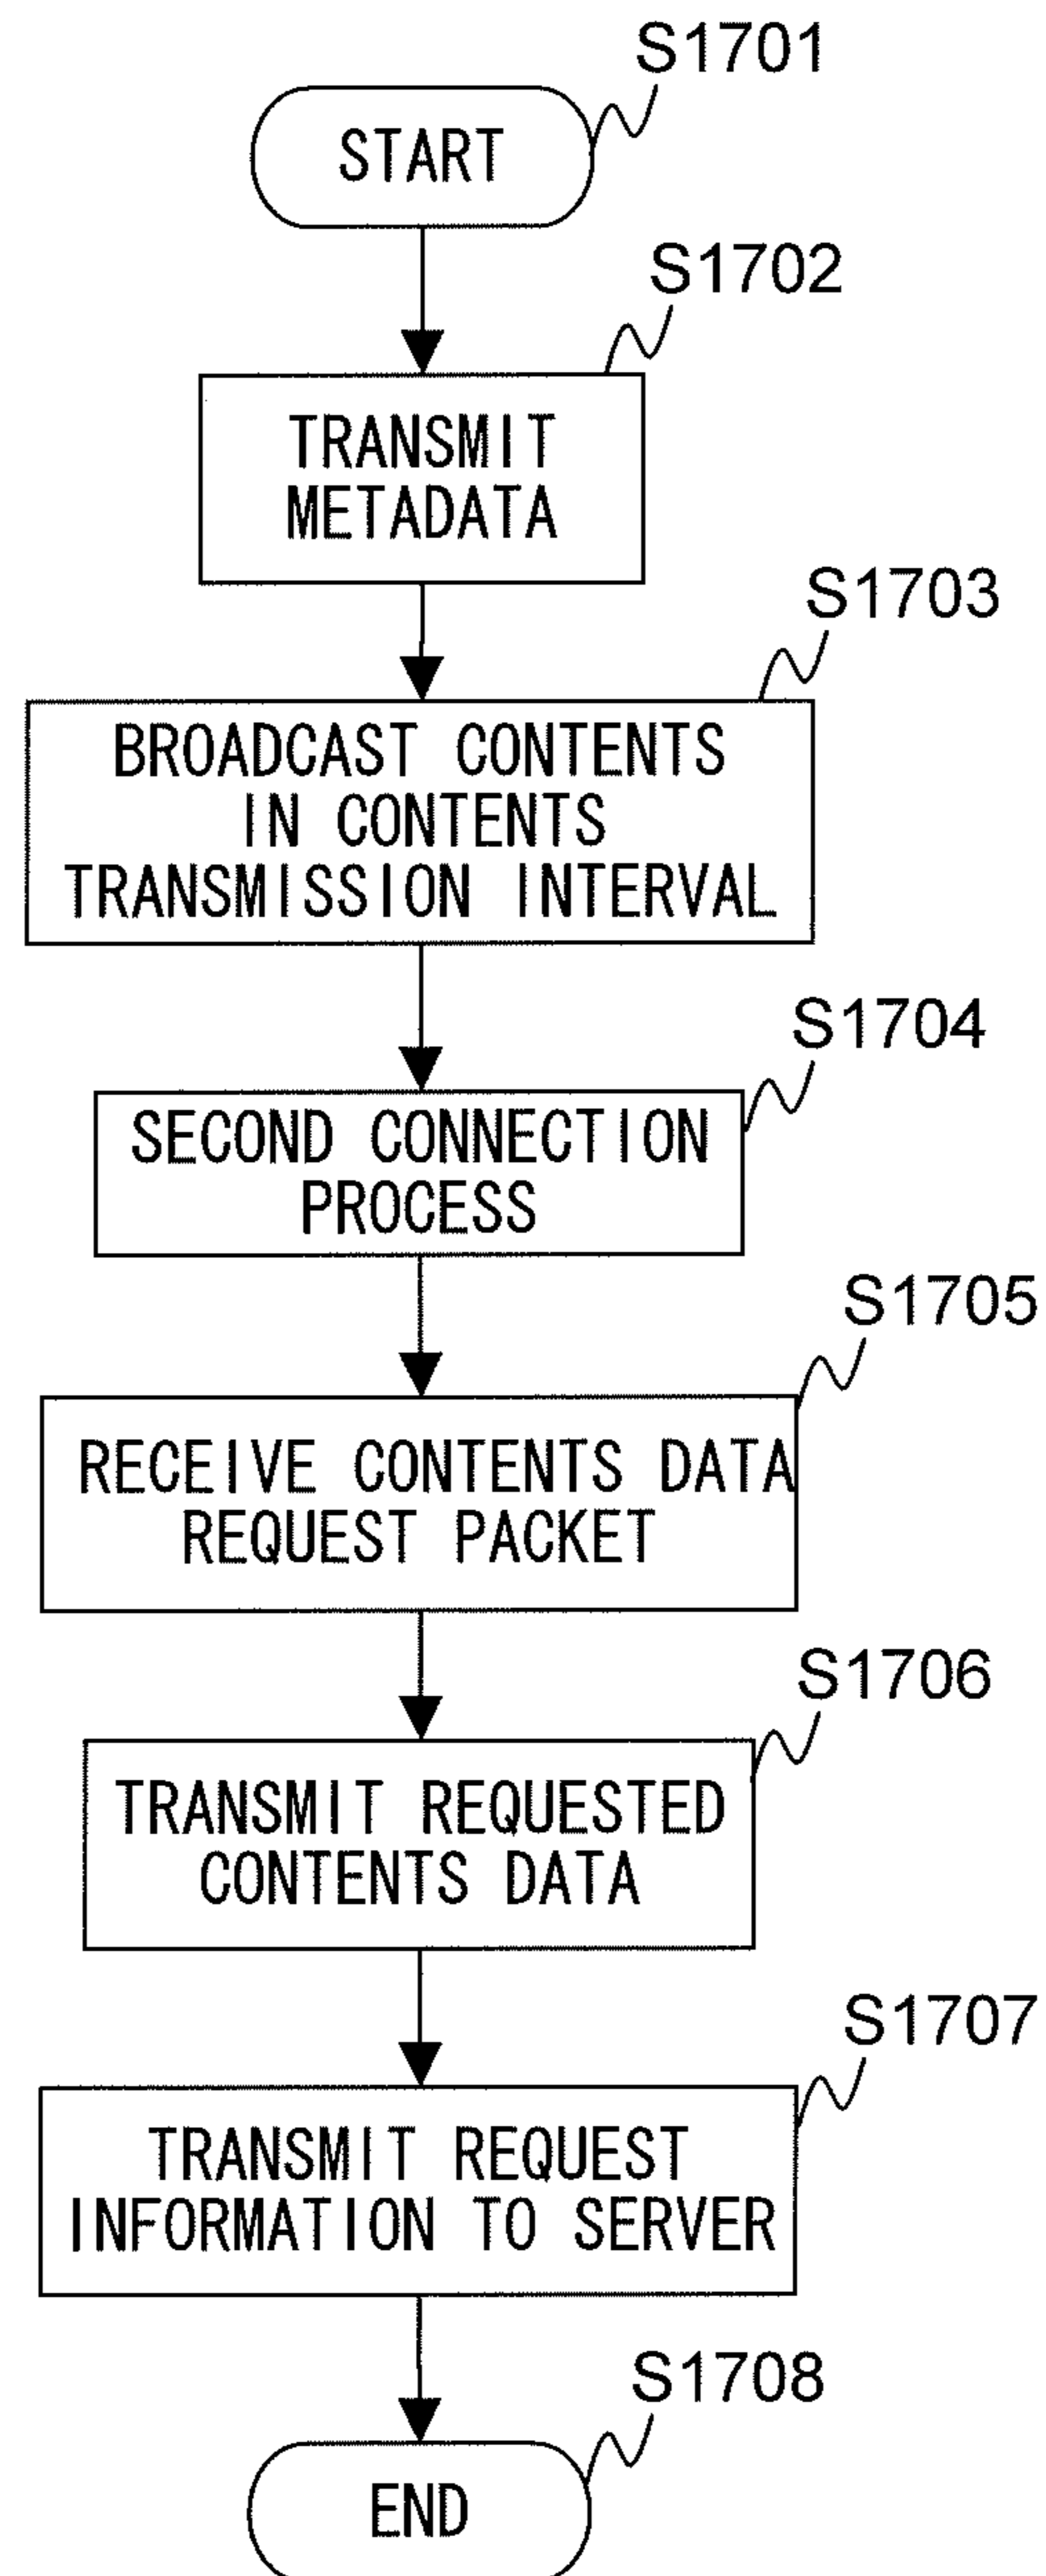 S1701
START
S1702
TRANSMIT
METADATA
S1703
BROADCAST CONTENTS
IN CONTENTS
TRANSMISSION INTERVAL
S1704
SECOND CONNECTION
PROCESS
S1705
RECEIVE CONTENTS DATA
REQUEST PACKET
S1706
TRANSMIT REQUESTED
CONTENTS DATA
S1707
TRANSMIT REQUEST
INFORMATION TO SERVER
S1708
END